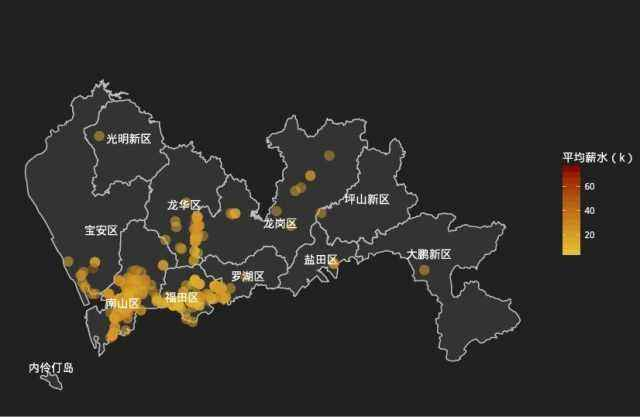 平均薪水（k）
60
40
20
光明新区
龙华区
坪山新区
龙岗区
宝安区
大鹏新区
盐田区
罗湖区
福田区
南山区
内伶仃岛